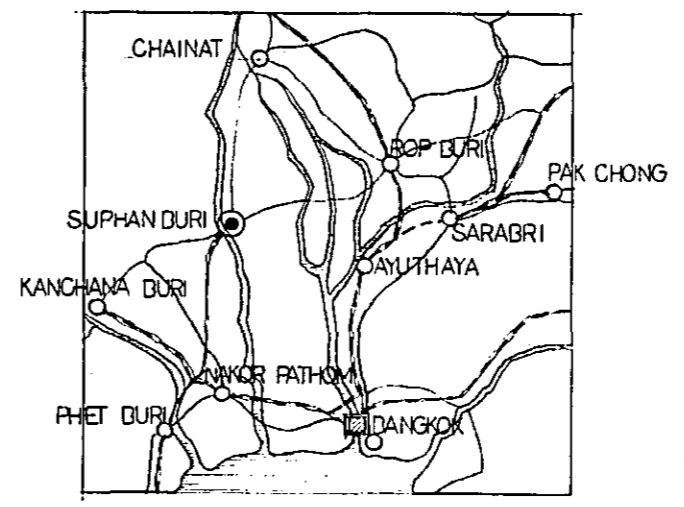 CHAINAT
ROP BURI
PAK CHONG
SUPHAN BURI
SARABRI
AYUTHAYA
KANCHANA BURI
NAKOR PATHOM
PHET BURI
BANGKOK